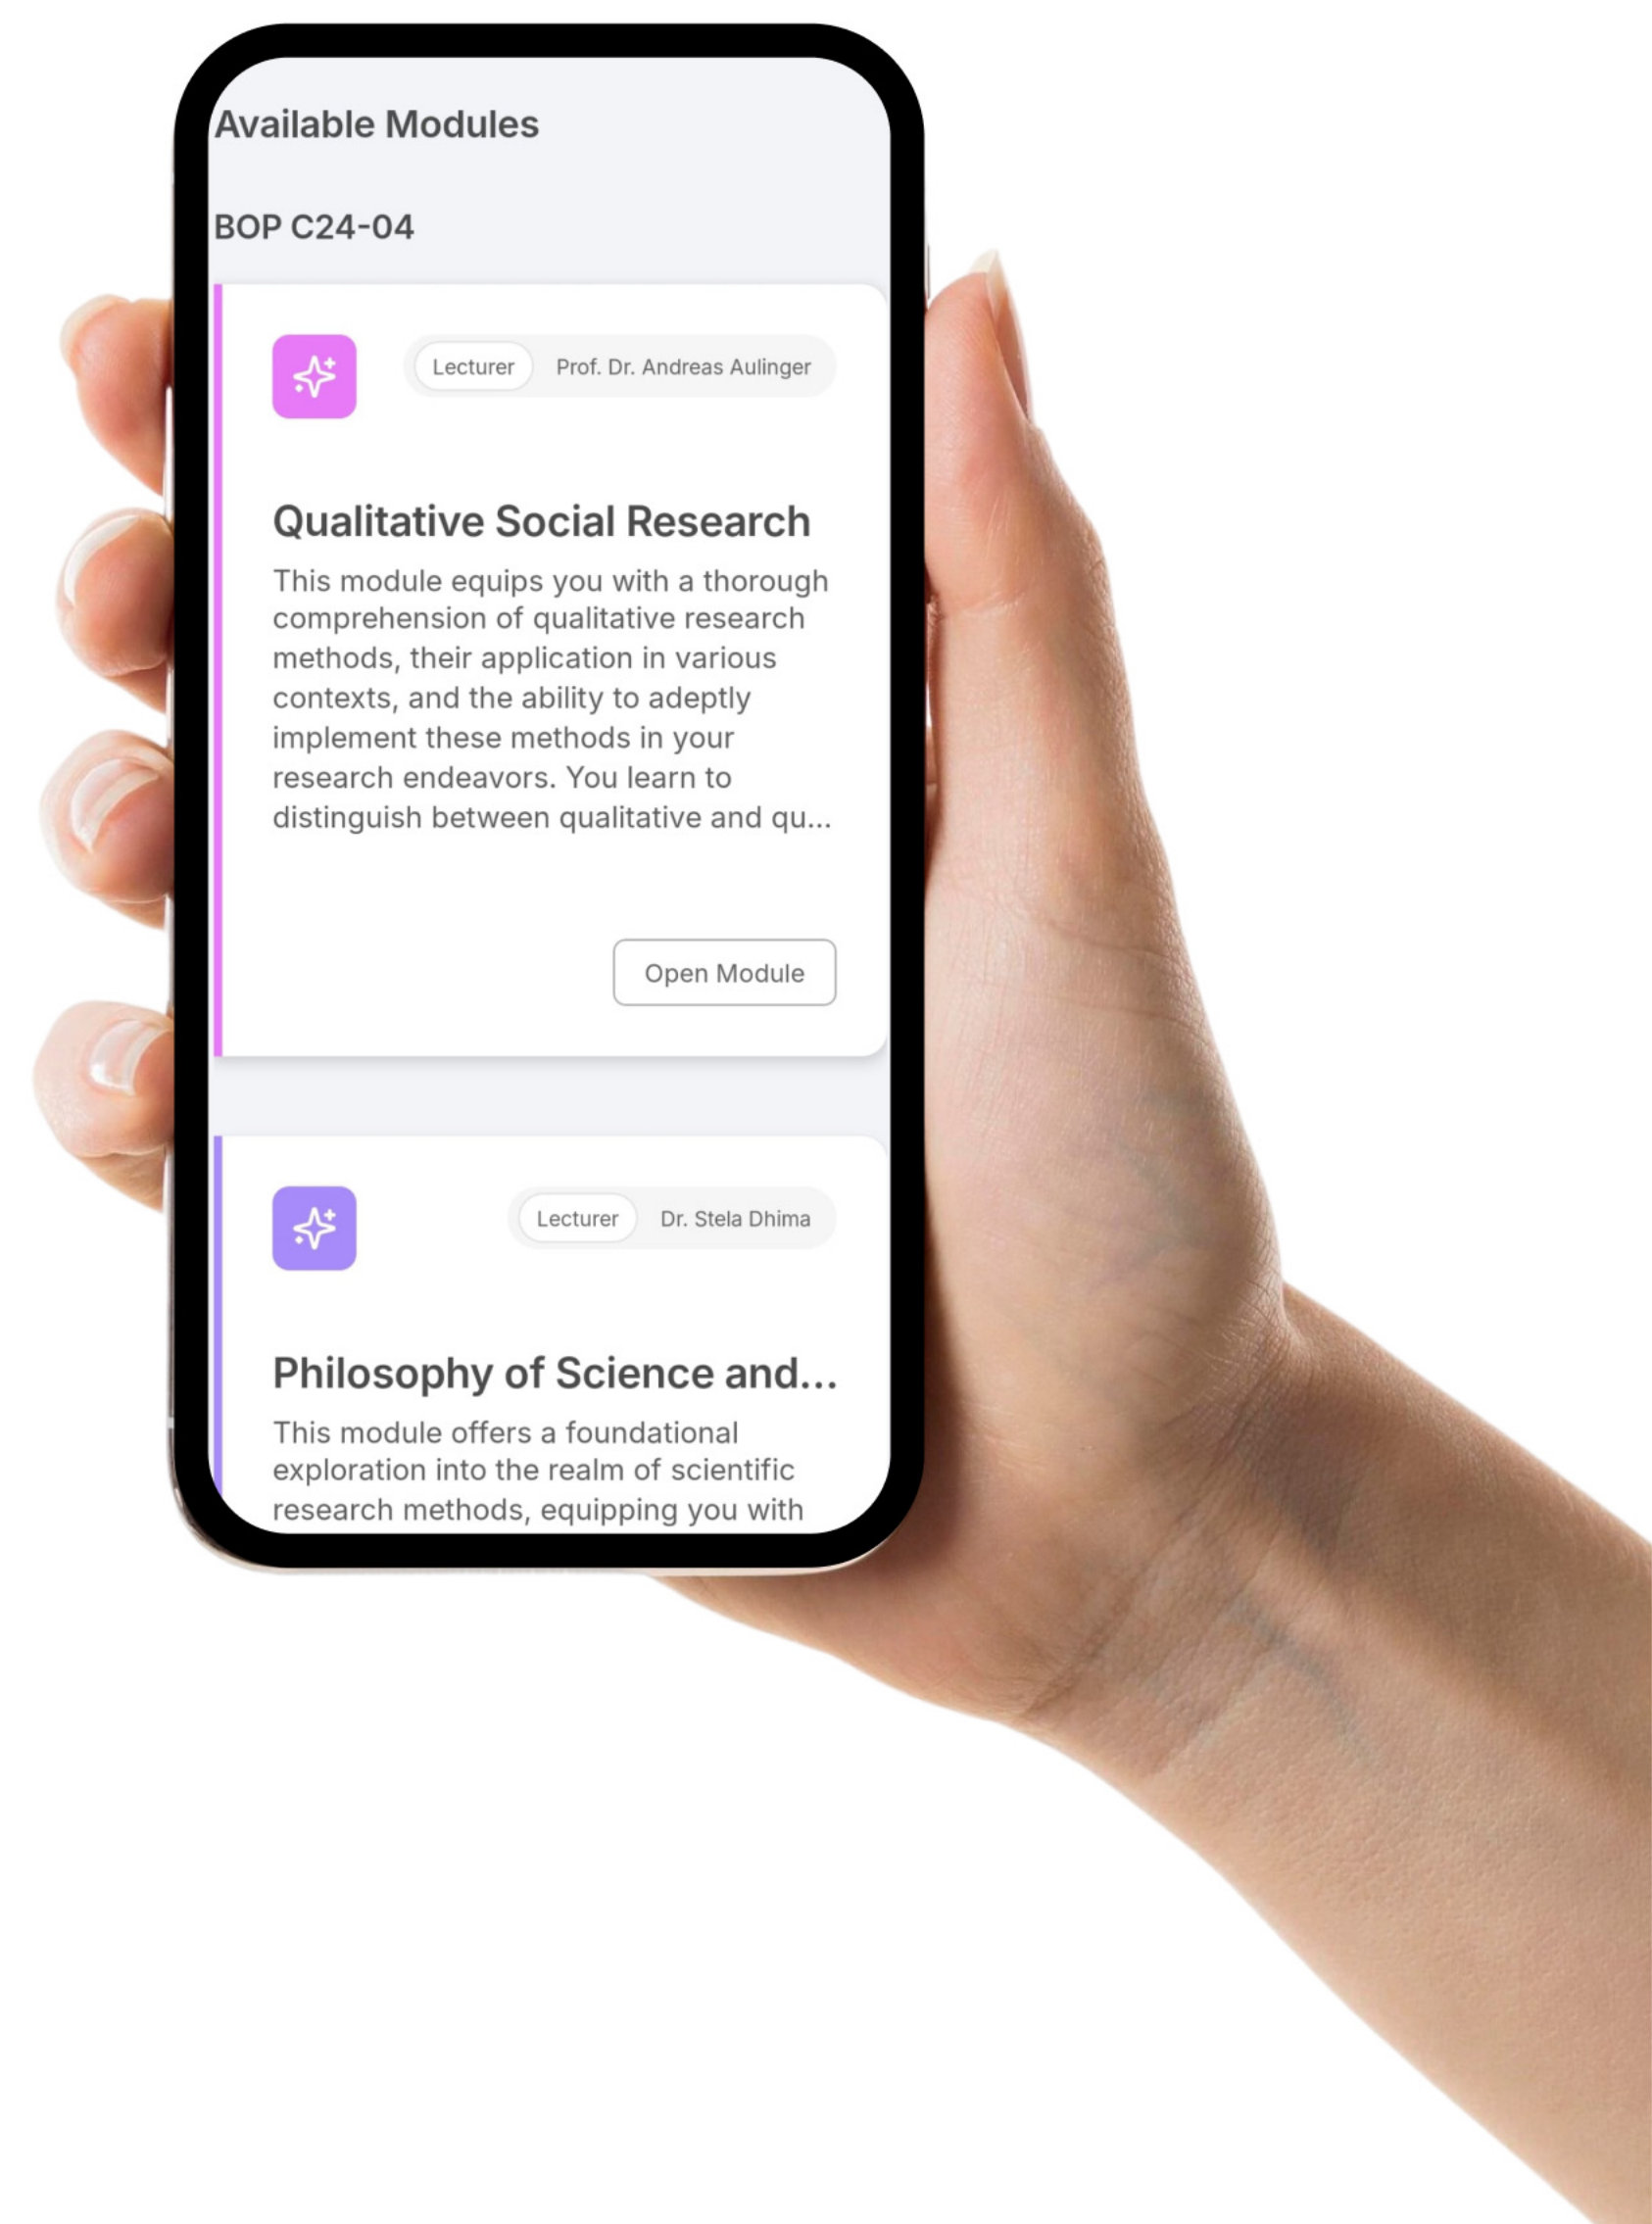 Available Modules
BOP C24-04
Lecturer Prof. Dr. Andreas Aulinger
Qualitative Social Research
This module equips you with a thorough
comprehension of qualitative research
methods, their application in various
contexts, and the ability to adeptly
implement these methods in your
research endeavors. You learn to
distinguish between qualitative and qu...
Open Module
Lecturer Dr. Stela Dhima
Philosophy of Science and...
This module offers a foundational
exploration into the realm of scientific
research methods, equipping you with